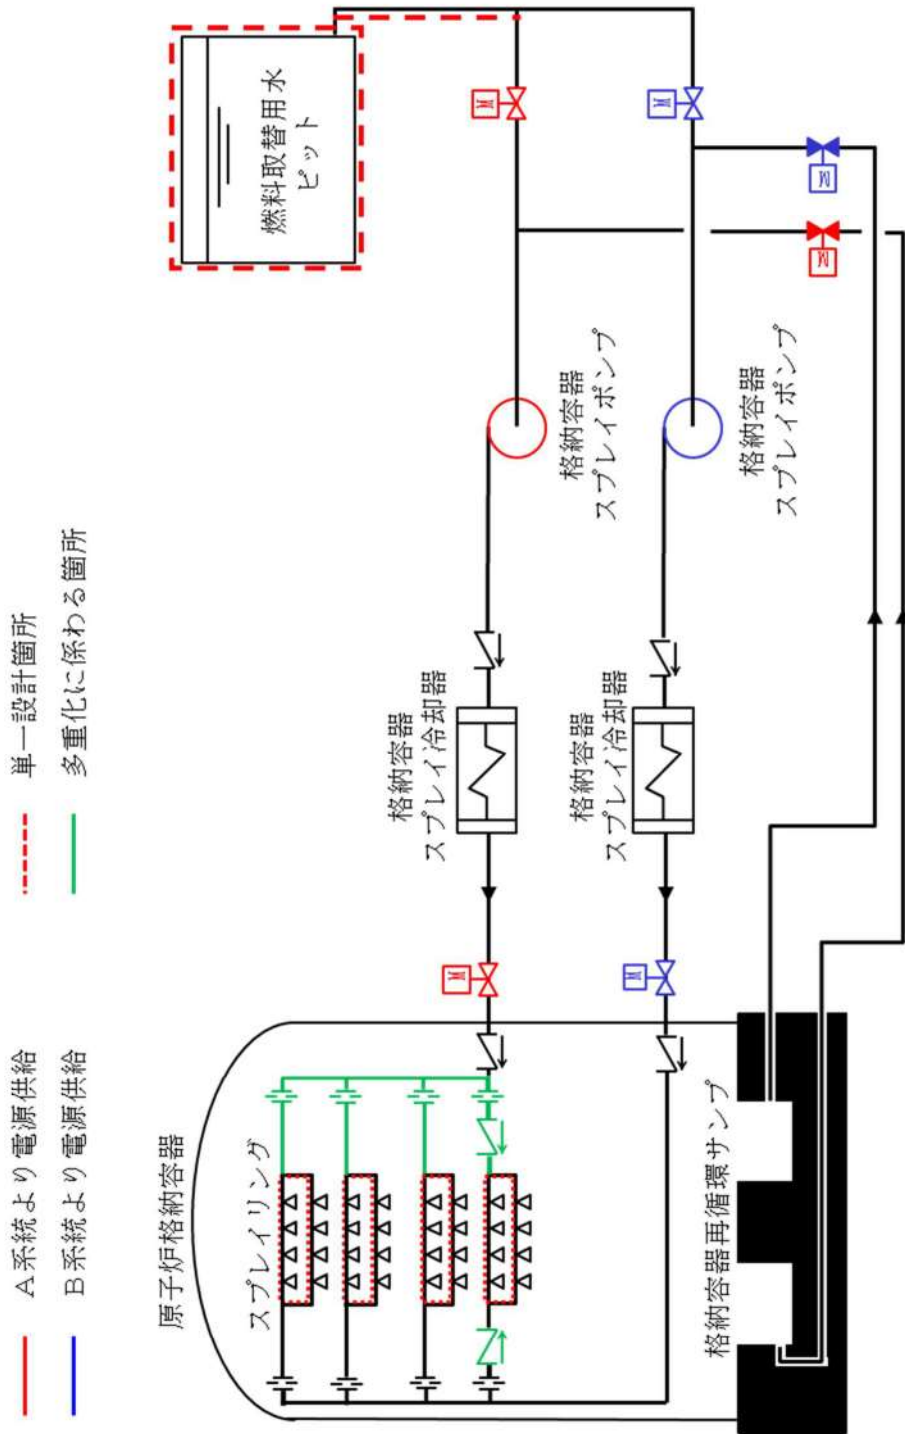 A系統より電源供給
B系統より電源供給
単一設計箇所
多重化に係わる箇所
原子炉格納容器
スプレイリング
格納容器
スプレイ冷却器
格納容器
スプレイ冷却器
格納容器
スプレイポンプ
格納容器
スプレイポンプ
燃料取替用水
ピット
格納容器再循環サンプ
M
M
M
M
M
M